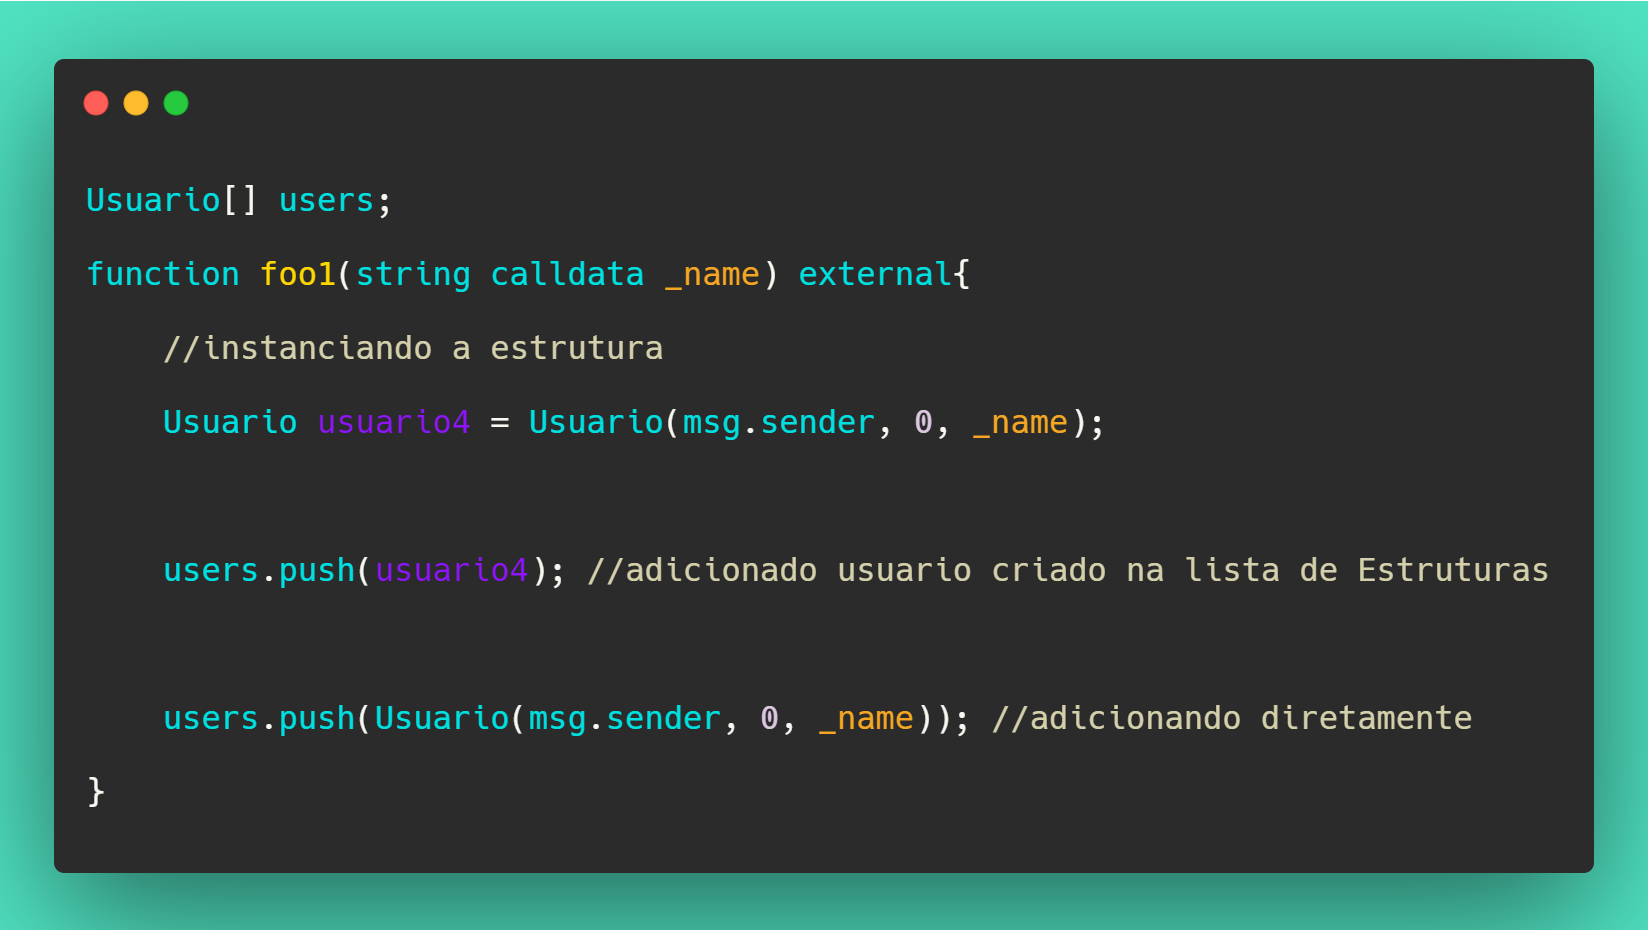 Usuario[] users;
function foo1(string calldata _name) external{
    //instanciando a estrutura
    Usuario usuario4 = Usuario(msg.sender, 0, _name);
    users.push(usuario4); //adicionado usuario criado na lista de Estruturas
    users.push(Usuario(msg.sender, 0, _name)); //adicionando diretamente
}